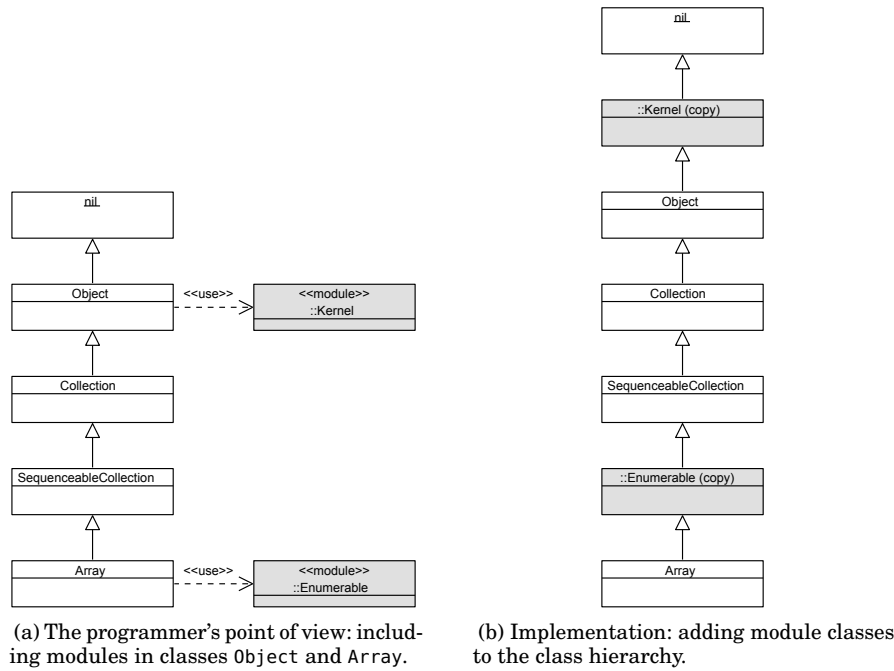 nil
Object
<<use>>
<<module>>
::Kernel
Collection
SequenceableCollection
Array
<<use>>
<<module>>
::Enumerable
(a) The programmer's point of view: includ-
ing modules in classes Object and Array.
nil
::Kernel (copy)
Object
Collection
SequenceableCollection
::Enumerable (copy)
Array
(b) Implementation: adding module classes
to the class hierarchy.